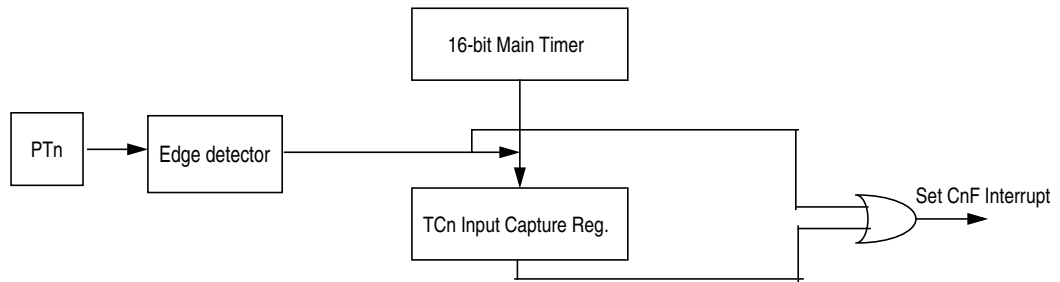 16-bit Main Timer
PTn
Edge detector
TCn Input Capture Reg.
Set CnF Interrupt